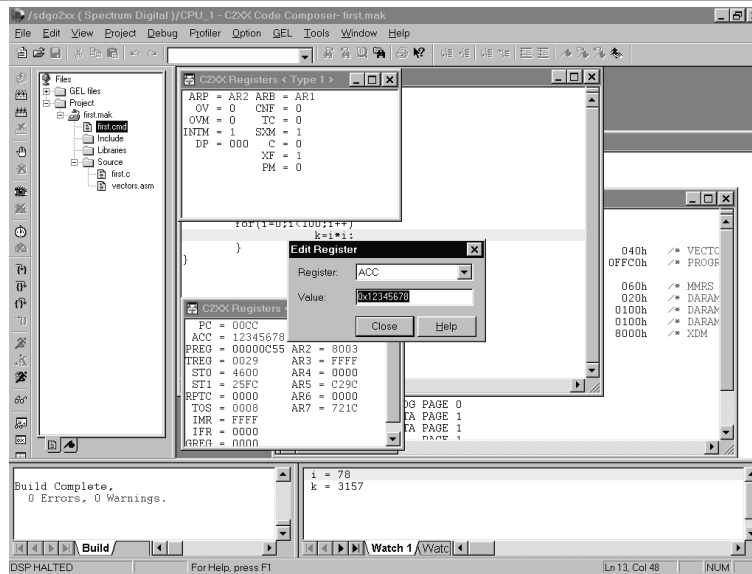 /sdgo2xx ( Spectrum Digital )/CPU_1 - C2XX Code Composer- first.mak
File Edit View Project Debug Profiler Option GEL Tools Window Help
Files
GEL files
Project
first.mak
first.cmd
Include
Libraries
Source
first.c
vectors.asm
C2XX Registers < Type 1 >
ARP = AR2 ARB = AR1
OV = 0 CNF = 0
OVM = 0 TC = 0
INTM = 1 SXM = 1
DP = 000 C = 0
XF = 1
PM = 0
for(i=0;i<100;i++)
k=i*i;
}
}
Edit Register
Register: ACC
Value: 0x12345678
Close Help
C2XX Registers <
PC = 00CC
ACC = 12345678
PREG = 00000C55 AR2 = 8003
TREG = 0029 AR3 = FFFF
ST0 = 4600 AR4 = 0000
ST1 = 25FC AR5 = C29C
RPTC = 0000 AR6 = 0000
TOS = 0008 AR7 = 721C
IMR = FFFF
IFR = 0000
GREG = 0000
040h /* VECTO
0FFC0h /* PROGR
060h /* MMRS
020h /* DARAM
0100h /* DARAM
0100h /* DARAM
8000h /* XDM
OG PAGE 0
TA PAGE 1
TA PAGE 1
PAGE 1
Build Complete,
0 Errors, 0 Warnings.
Build
i = 78
k = 3157
Watch 1 Watc
DSP HALTED For Help, press F1 Ln 13, Col 48 NUM